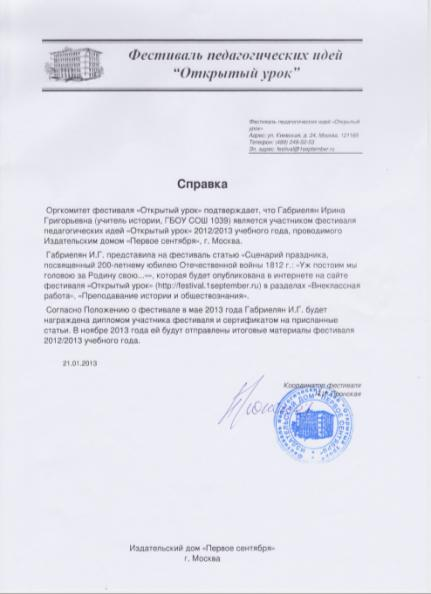 Фестиваль педагогических идей
“Открытый урок”
Фестиваль педагогических идей «Открытый
урок»
Адрес: ул. Киевская, д. 24, Москва, 121165
Телефон: (499) 249-52-53
Эл. адрес: festival@1september.ru
Справка
Оргкомитет фестиваля «Открытый урок» подтверждает, что Габриелян Ирина
Григорьевна (учитель истории, ГБОУ СОШ 1039) является участником фестиваля
педагогических идей «Открытый урок» 2012/2013 учебного года, проводимого
Издательским домом «Первое сентября», г. Москва.
Габриелян И.Г. представила на фестиваль статью «Сценарий праздника,
посвященный 200-летнему юбилею Отечественной войны 1812 г.: «Уж постоим мы
головою за Родину свою...»», которая будет опубликована в интернете на сайте
фестиваля «Открытый урок» (http://festival.1september.ru) в разделах «Внеклассная
работа», «Преподавание истории и обществознания».
Согласно Положению о фестивале в мае 2013 года Габриелян И.Г. будет
награждена дипломом участника фестиваля и сертификатом на присланные
статьи. В ноябре 2013 года ей будут отправлены итоговые материалы фестиваля
2012/2013 учебного года.
21.01.2013
Координатор фестиваля
Пронская
ИЗДАТЕЛЬСКИЙ ДОМ «ПЕРВОЕ СЕНТЯБРЯ»
Издательский дом «Первое сентября»
г. Москва